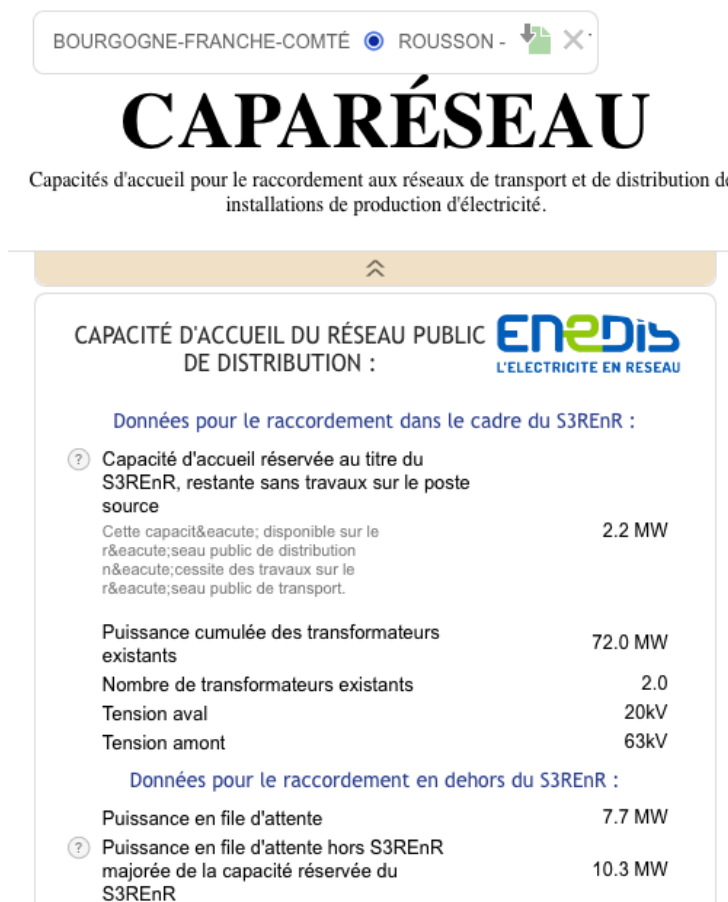 BOURGOGNE-FRANCHE-COMTÉ ROUSSON -
CAPARÉSEAU
Capacités d'accueil pour le raccordement aux réseaux de transport et de distribution
installations de production d'électricité.
CAPACITÉ D'ACCUEIL DU RÉSEAU PUBLIC
DE DISTRIBUTION :
ENEDIS
L'ELECTRICITE EN RESEAU
Données pour le raccordement dans le cadre du S3REnR :
? Capacité d'accueil réservée au titre du
S3REnR, restante sans travaux sur le poste
source
Cette capacit&eacute; disponible sur le
r&eacute;seau public de distribution
n&eacute;cessite des travaux sur le
r&eacute;seau public de transport.
2.2 MW
Puissance cumulée des transformateurs
existants
72.0 MW
Nombre de transformateurs existants 2.0
Tension aval 20kV
Tension amont 63kV
Données pour le raccordement en dehors du S3REnR :
Puissance en file d'attente 7.7 MW
? Puissance en file d'attente hors S3REnR
majorée de la capacité réservée du
S3REnR
10.3 MW